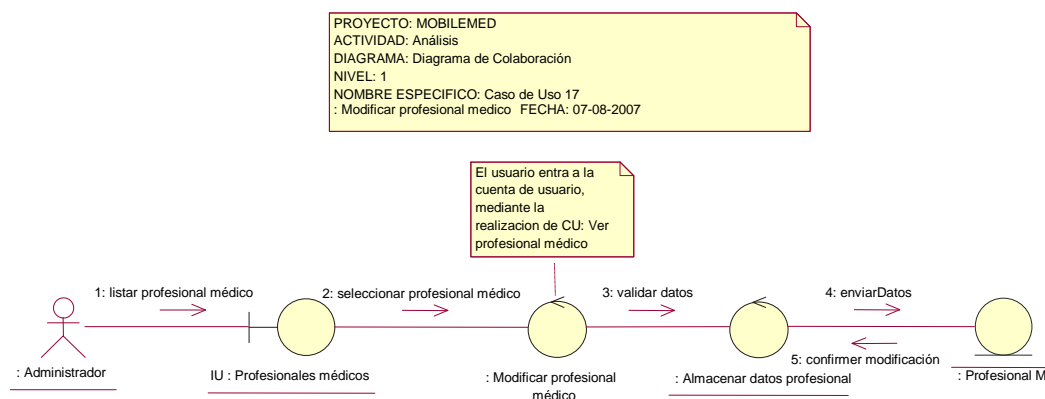 PROYECTO: MOBILEMED
ACTIVIDAD: Análisis
DIAGRAMA: Diagrama de Colaboración
NIVEL: 1
NOMBRE ESPECIFICO: Caso de Uso 17
: Modificar profesional medico FECHA: 07-08-2007
El usuario entra a la
cuenta de usuario,
mediante la
realizacion de CU: Ver
profesional médico
1: listar profesional médico
2: seleccionar profesional médico
3: validar datos
4: enviarDatos
5: confirmer modificación
: Administrador
IU : Profesionales médicos
: Modificar profesional
médico
: Almacenar datos profesional
: Profesional M